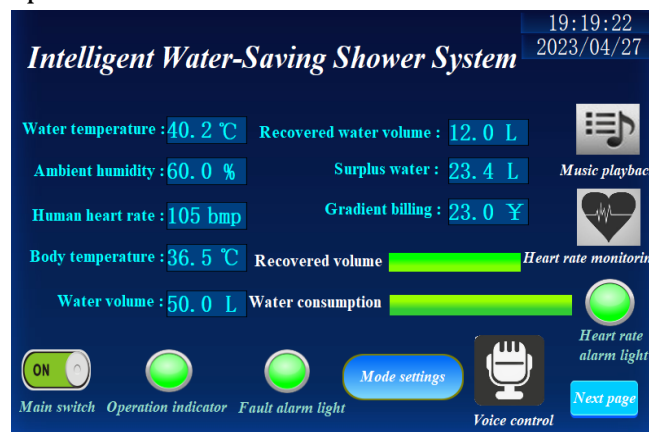 19:19:22
Intelligent Water-Saving Shower System
2023/04/27
Water temperature : 40.2 ℃
Recovered water volume : 12.0 L
Ambient humidity : 60.0 %
Surplus water : 23.4 L
Music playbac
Human heart rate : 105 bmp
Gradient billing : 23.0 ¥
Body temperature : 36.5 ℃
Recovered volume
Heart rate monitorin
Water volume : 50.0 L
Water consumption
Heart rate
alarm light
ON
Mode settings
Main switch
Operation indicator
Fault alarm light
Voice control
Next page